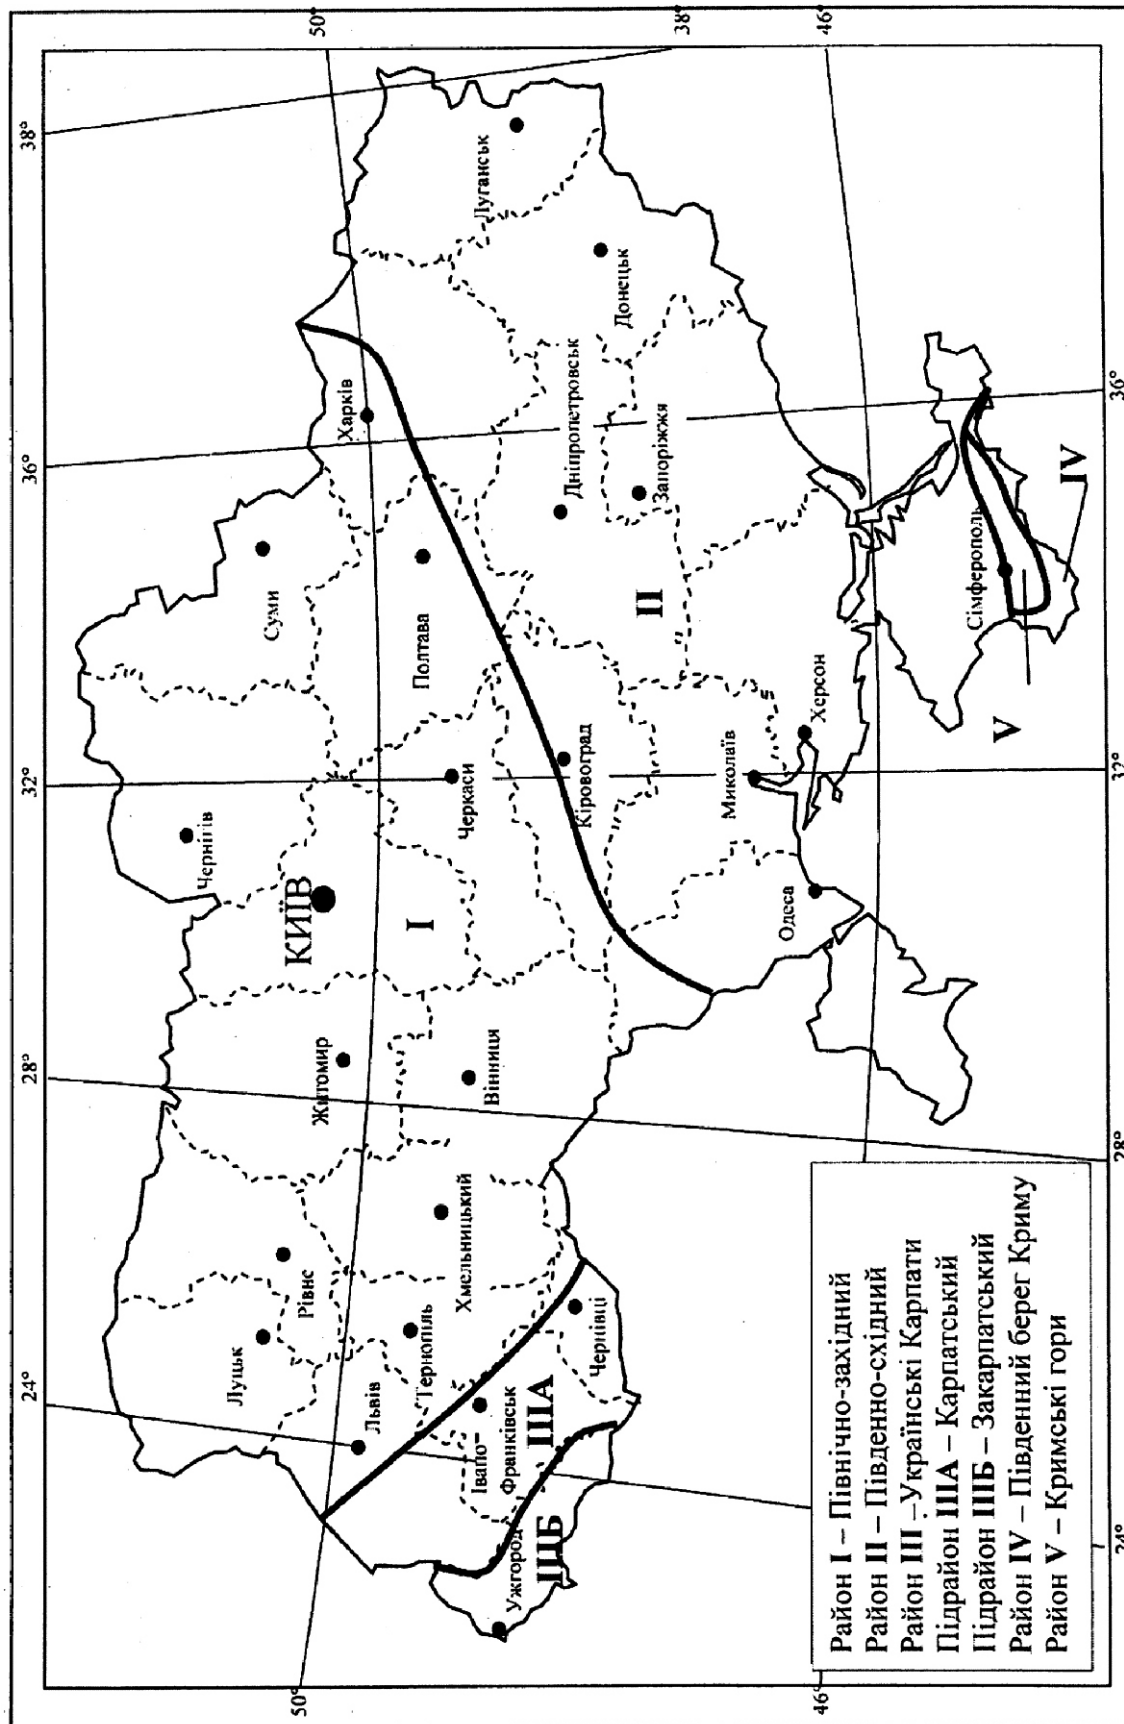 38°
36°
32°
28°
24°
50°
50°
38°
46°
46°
36°
32°
28°
24°
Чернігів
Суми
КИЇВ
Харків
Луцьк
Рівне
Житомир
Львів
Полтава
I
Черкаси
Луганськ
Тернопіль
Хмельницький
Вінниця
Івано-
Франківськ
IIIА
Чернівці
Ужгород
IIIБ
Кіровоград
Дніпропетровськ
Донецьк
Запоріжжя
II
Миколаїв
Херсон
Одеса
Сімферополь
V
IV
Район I – Північно-західний
Район II – Південно-східний
Район III – Українські Карпати
Підрайон IIIА – Карпатський
Підрайон IIIБ – Закарпатський
Район IV – Південний берег Криму
Район V – Кримські гори